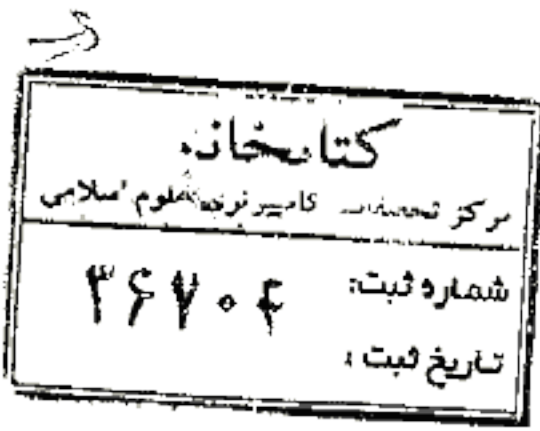 کتابخانه
مرکز تحقیقات کامپیوتری علوم اسلامی
شماره ثبت: ۳۶۷۰۴
تاریخ ثبت :